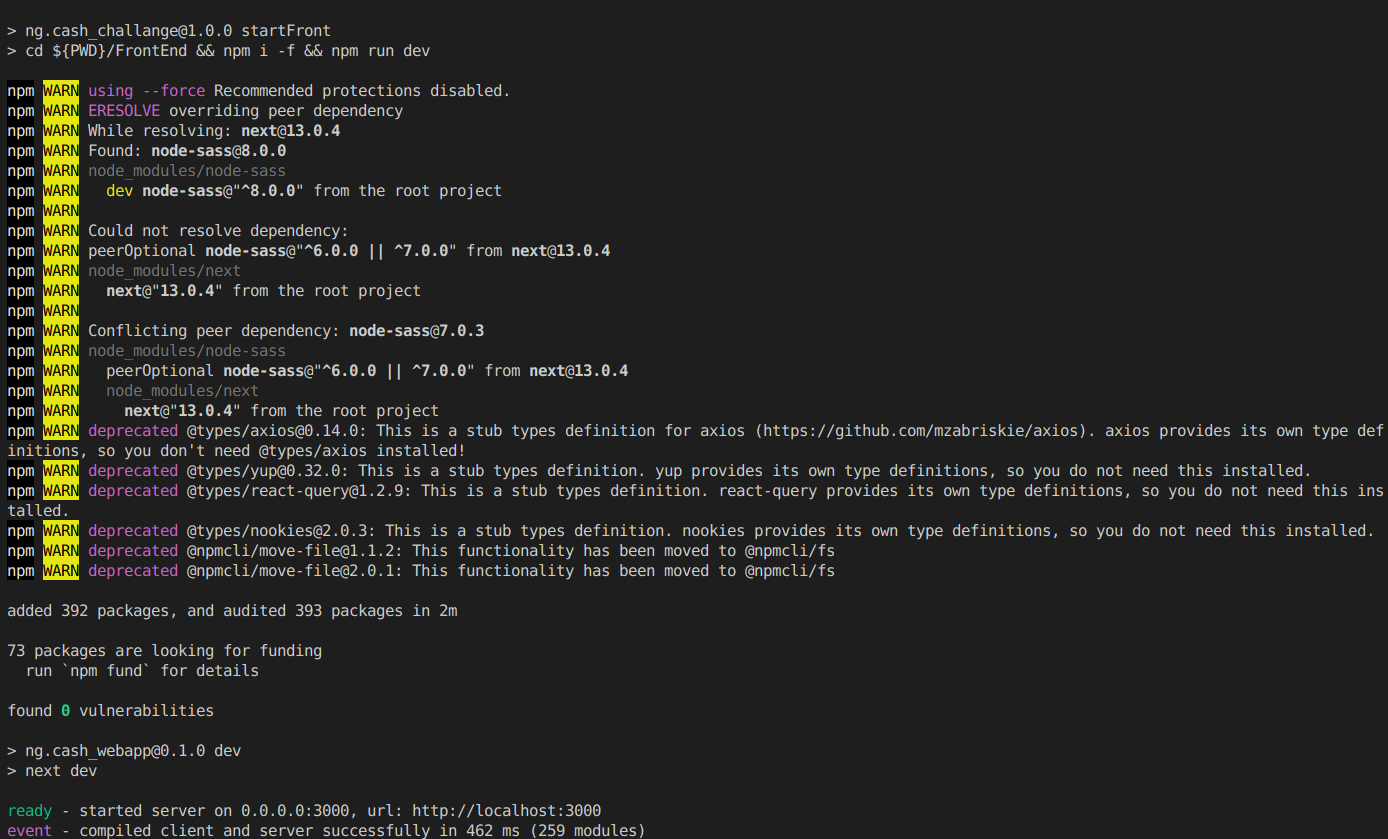 > ng.cash_challange@1.0.0 startFront
> cd ${PWD}/FrontEnd && npm i -f && npm run dev
npm WARN using --force Recommended protections disabled.
npm WARN ERESOLVE overriding peer dependency
npm WARN While resolving: next@13.0.4
npm WARN Found: node-sass@8.0.0
npm WARN node_modules/node-sass
npm WARN   dev node-sass@"^8.0.0" from the root project
npm WARN
npm WARN Could not resolve dependency:
npm WARN peerOptional node-sass@"^6.0.0 || ^7.0.0" from next@13.0.4
npm WARN node_modules/next
npm WARN   next@"13.0.4" from the root project
npm WARN
npm WARN Conflicting peer dependency: node-sass@7.0.3
npm WARN node_modules/node-sass
npm WARN   peerOptional node-sass@"^6.0.0 || ^7.0.0" from next@13.0.4
npm WARN   node_modules/next
npm WARN     next@"13.0.4" from the root project
npm WARN deprecated @types/axios@0.14.0: This is a stub types definition for axios (https://github.com/mzabriskie/axios). axios provides its own type def
initions, so you don't need @types/axios installed!
npm WARN deprecated @types/yup@0.32.0: This is a stub types definition. yup provides its own type definitions, so you do not need this installed.
npm WARN deprecated @types/react-query@1.2.9: This is a stub types definition. react-query provides its own type definitions, so you do not need this ins
talled.
npm WARN deprecated @types/nookies@2.0.3: This is a stub types definition. nookies provides its own type definitions, so you do not need this installed.
npm WARN deprecated @npmcli/move-file@1.1.2: This functionality has been moved to @npmcli/fs
npm WARN deprecated @npmcli/move-file@2.0.1: This functionality has been moved to @npmcli/fs
added 392 packages, and audited 393 packages in 2m
73 packages are looking for funding
  run `npm fund` for details
found 0 vulnerabilities
> ng.cash_webapp@0.1.0 dev
> next dev
ready - started server on 0.0.0.0:3000, url: http://localhost:3000
event - compiled client and server successfully in 462 ms (259 modules)